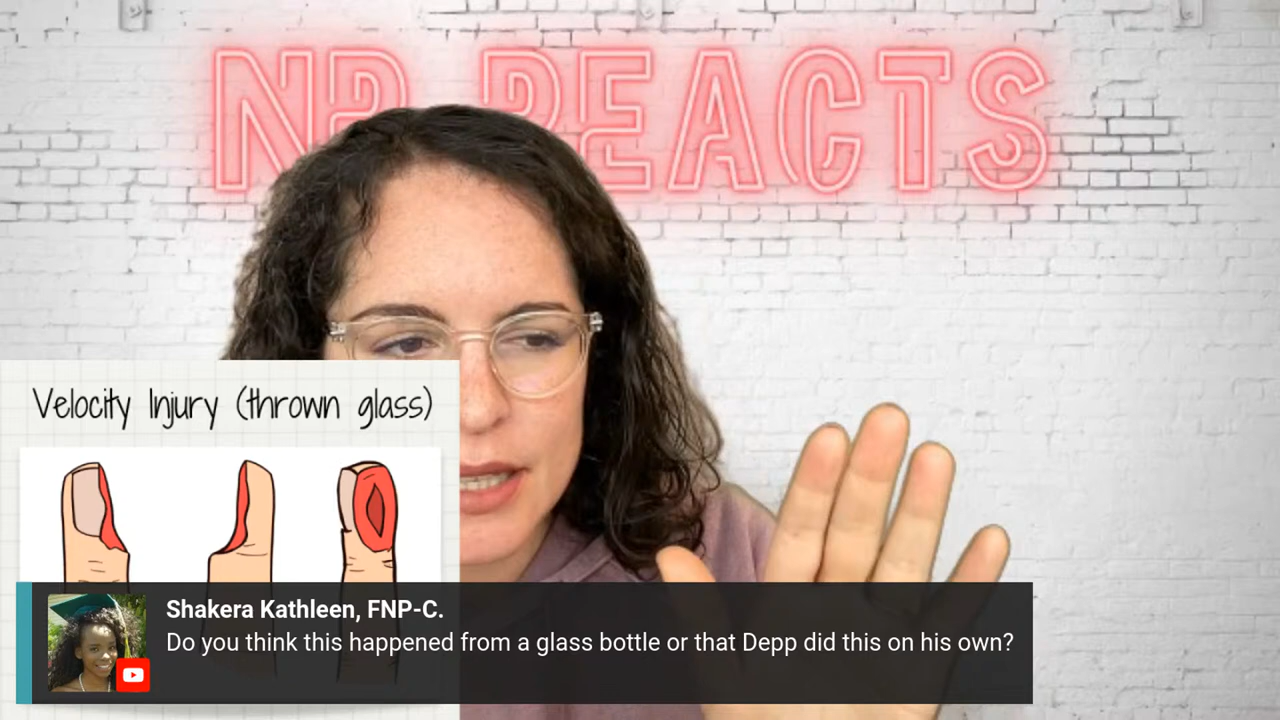 NP REACTS
Velocity Injury (thrown glass)
Shakera Kathleen, FNP-C.
Do you think this happened from a glass bottle or that Depp did this on his own?